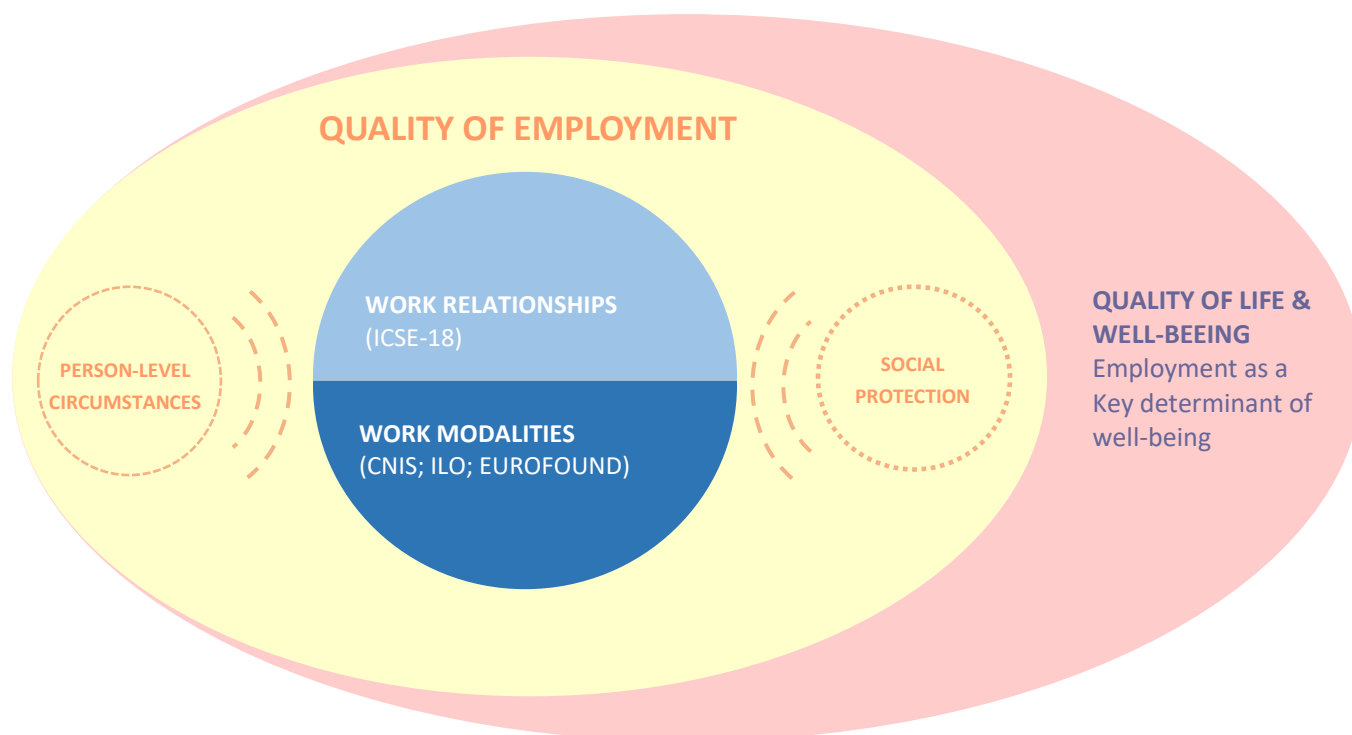 QUALITY OF EMPLOYMENT
WORK RELATIONSHIPS
(ICSE-18)
WORK MODALITIES
(CNIS; ILO; EUROFOUND)
PERSON-LEVEL
CIRCUMSTANCES
SOCIAL
PROTECTION
QUALITY OF LIFE &
WELL-BEEING
Employment as a
Key determinant of
well-being